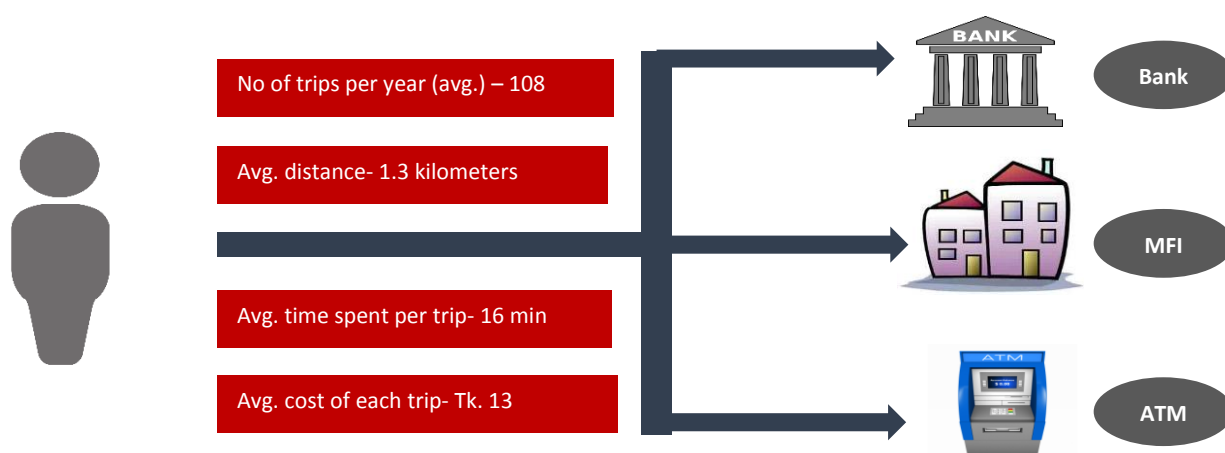 BANK
Bank
No of trips per year (avg.) – 108
Avg. distance- 1.3 kilometers
MFI
Avg. time spent per trip- 16 min
ATM
Avg. cost of each trip- Tk. 13
ATM